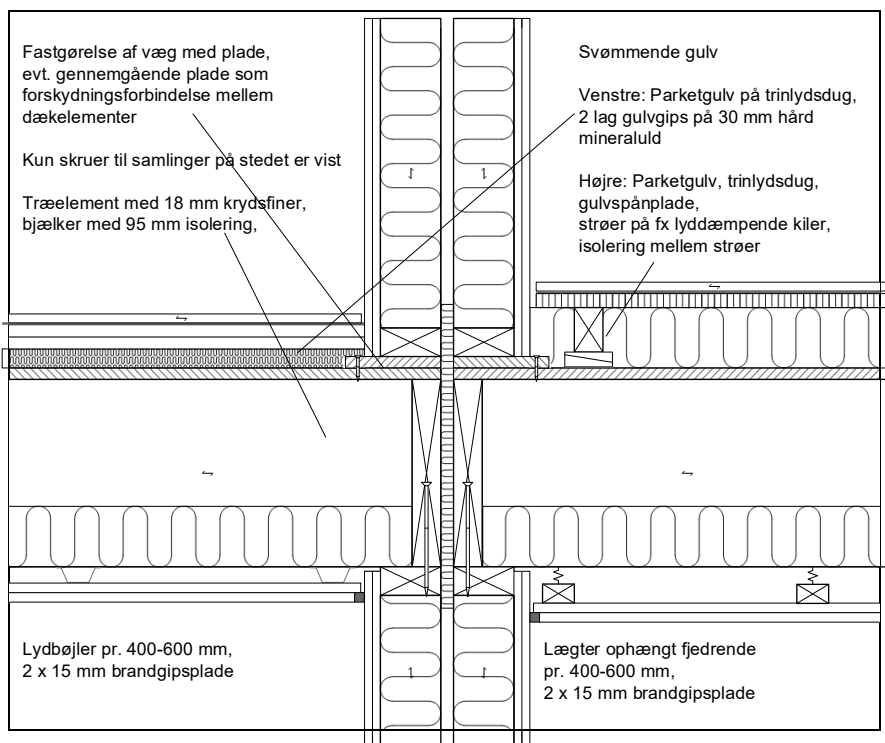 Fastgørelse af væg med plade,
evt. gennemgående plade som
forskydningsforbindelse mellem
dækelementer
Kun skruer til samlinger på stedet er vist
Træelement med 18 mm krydsfiner,
bjælker med 95 mm isolering,
Svømmende gulv
Venstre: Parketgulv på trinlydsdug,
2 lag gulvgips på 30 mm hård
mineraluld
Højre: Parketgulv, trinlydsdug,
gulvspånplade,
strøer på fx lyddæmpende kiler,
isolering mellem strøer
Lydbøjler pr. 400-600 mm,
2 x 15 mm brandgipsplade
Lægter ophængt fjedrende
pr. 400-600 mm,
2 x 15 mm brandgipsplade